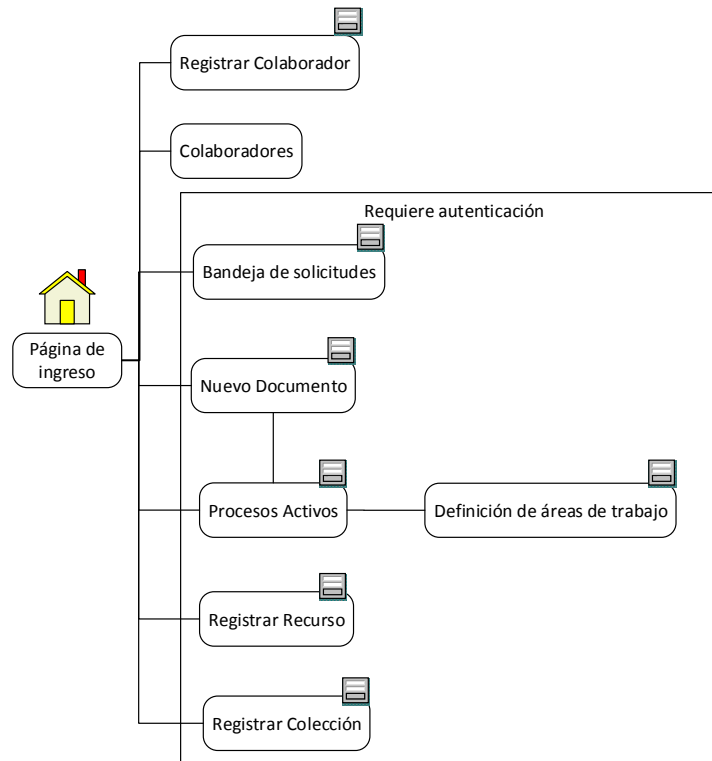 Registrar Colaborador
Colaboradores
Requiere autenticación
Bandeja de solicitudes
Página de
ingreso
Nuevo Documento
Procesos Activos
Definición de áreas de trabajo
Registrar Recurso
Registrar Colección